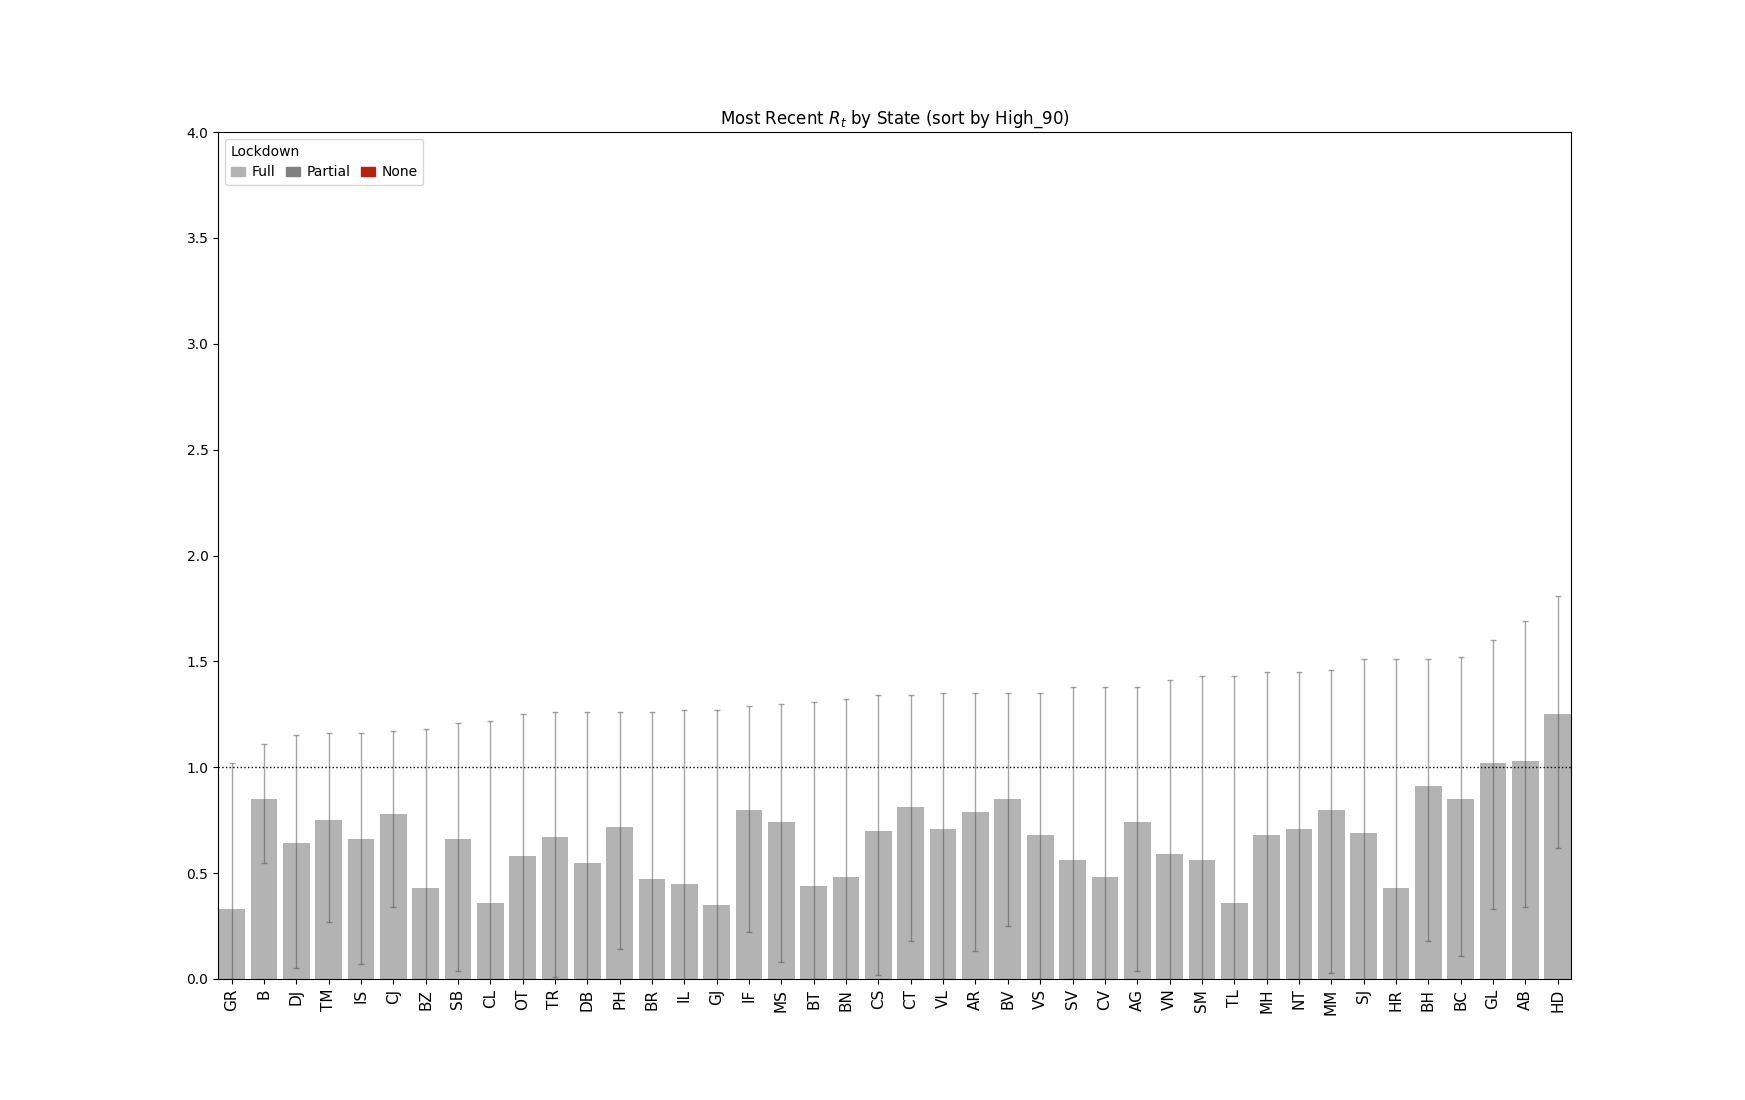 Most Recent R_t by State (sort by High_90)
4.0
Lockdown
Full Partial None
3.5
3.0
2.5
2.0
1.5
1.0
0.5
0.0
GR B DJ TM IS CJ BZ SB CL OT TR DB PH BR IL GJ IF MS BT BN CS CT VL AR BV VS SV CV AG VN SM TL MH NT MM SJ HR BH BC GL AB HD